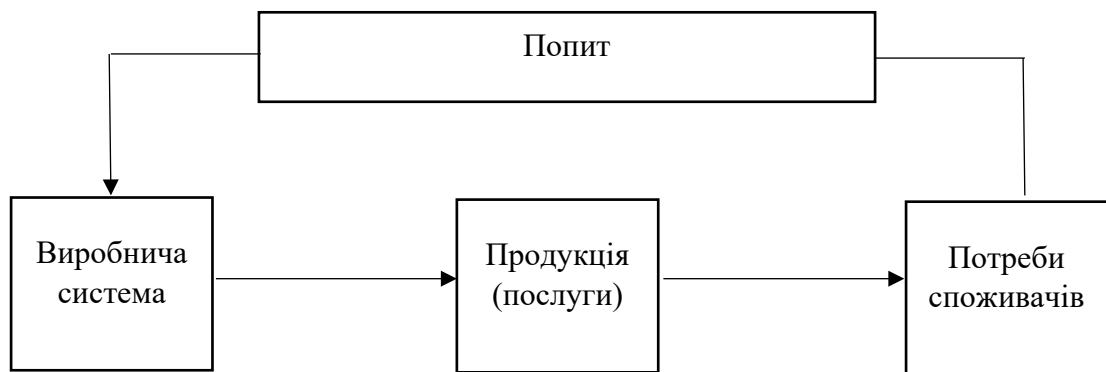 Попит
Виробнича
система
Продукція
(послуги)
Потреби
споживачів